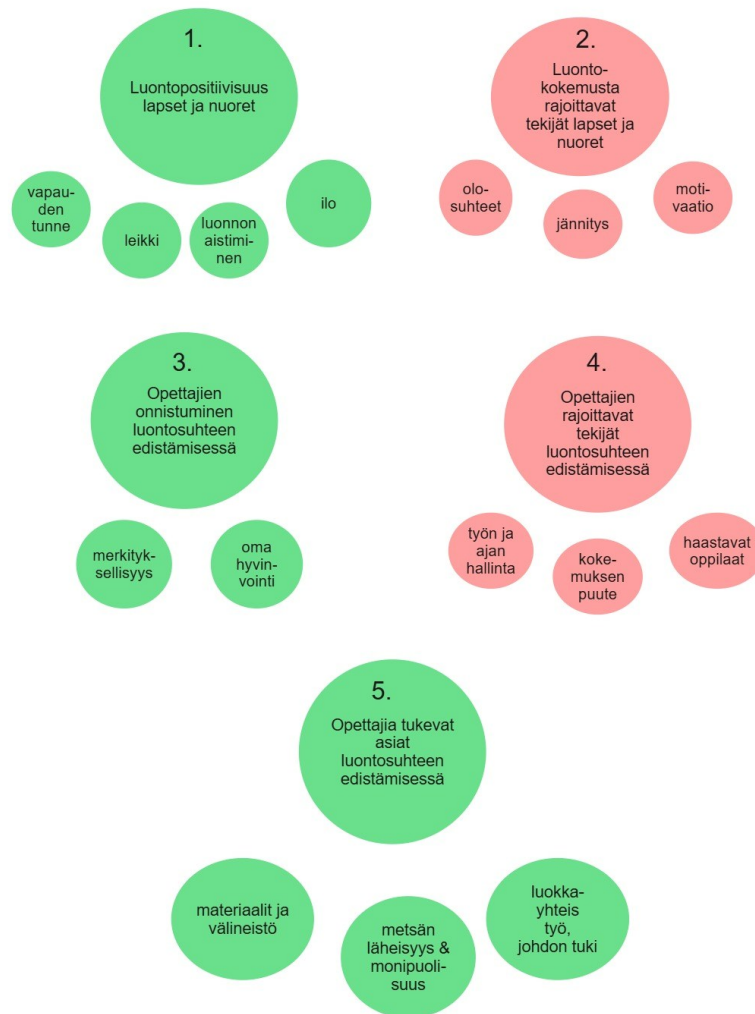 1.
Luontopositiivisuus
lapset ja nuoret
vapau-
den
tunne
leikki
luonnon
aistimi-
nen
ilo
2.
Luonto-
kokemusta
rajoittavat
tekijät lapset ja
nuoret
olo-
suhteet
jännitys
moti-
vaatio
3.
Opettajien
onnistuminen
luontosuhteen
edistämisessä
merkityk-
sellisyys
oma
hyvin-
vointi
4.
Opettajien
rajoittavat
tekijät
luontosuhteen
edistämisessä
työn ja
ajan
hallinta
koke-
muksen
puute
haastavat
oppilaat
5.
Opettajia tukevat
asiat
luontosuhteen
edistämisessä
materiaalit ja
välineistö
metsän
läheisyys &
monipuoli-
suus
luokka-
yhteis
työ,
johdon tuki